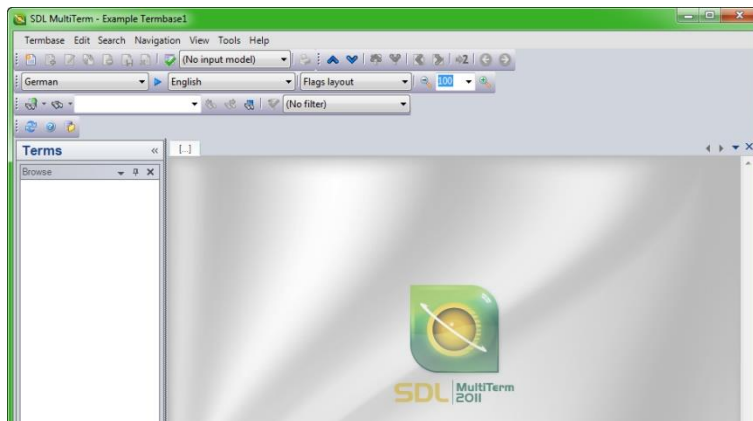 SDL MultiTerm - Example Termbase1
Termbase Edit Search Navigation View Tools Help
(No input model)
2
German English Flags layout 100
(No filter)
Terms « [...]
Browse
SDL MultiTerm
2011